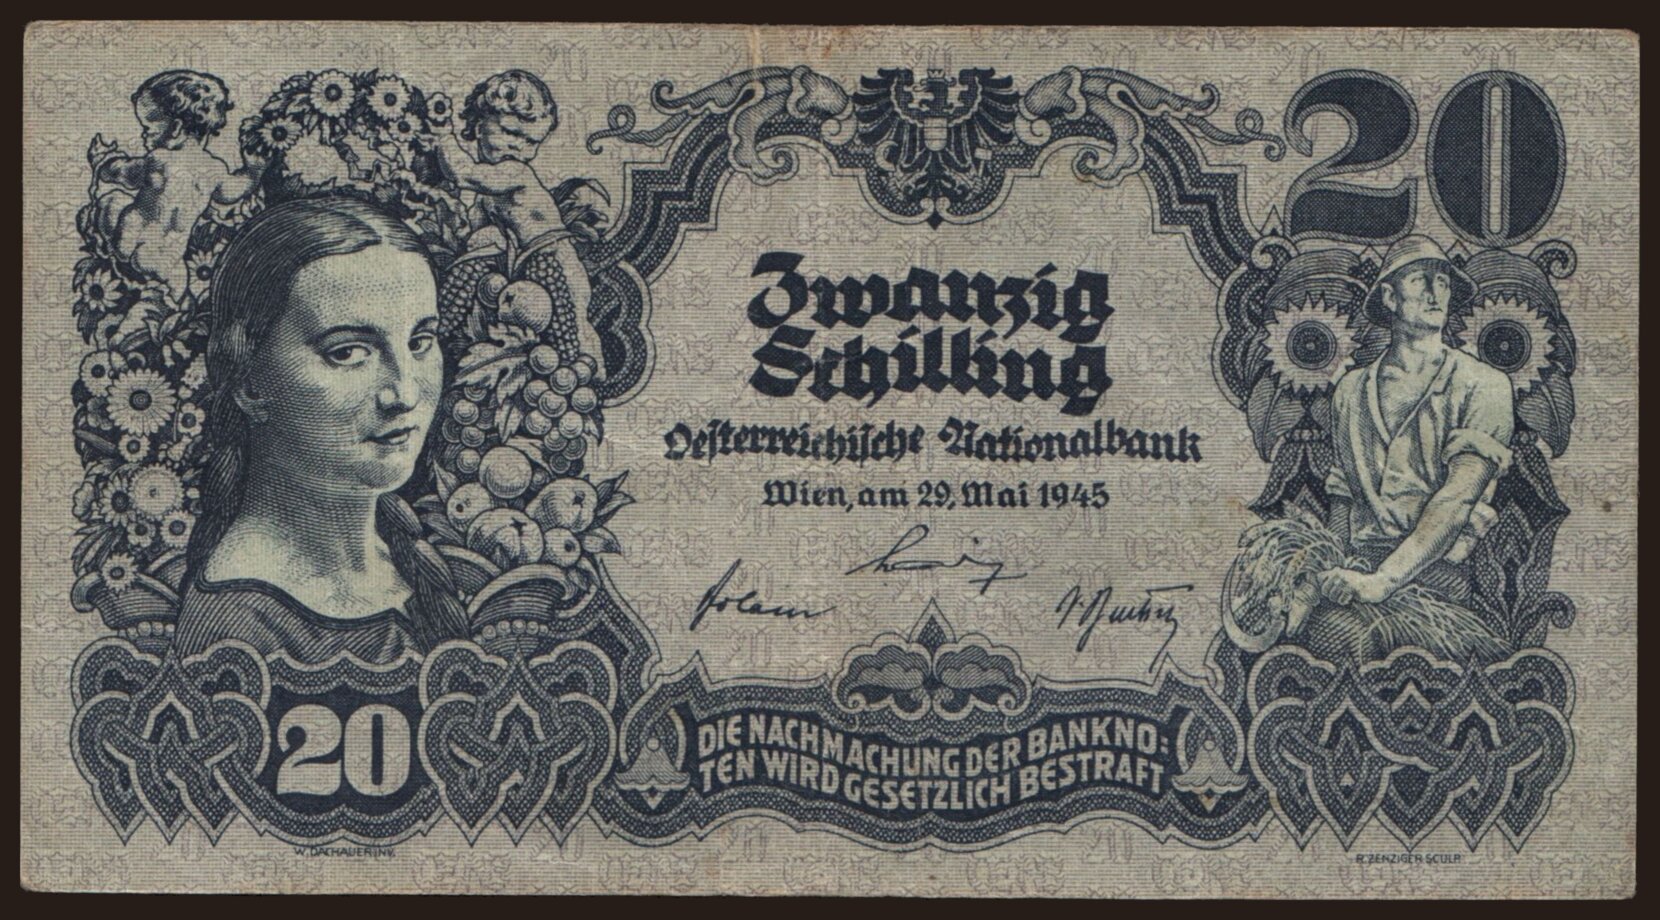 20
Zwanzig
Schilling
Oesterreichische Nationalbank
Wien, am 29. Mai 1945
20
DIE NACHMACHUNG DER BANKNO=
TEN WIRD GESETZLICH BESTRAFT
W. DACHAUER INV.
R. ZENZIGER SCULP.